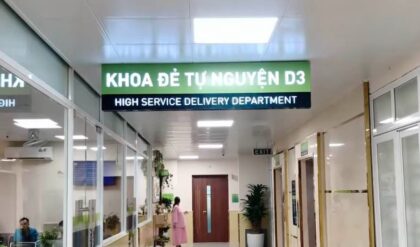 KHOA ĐẺ TỰ NGUYỆN D3
HIGH SERVICE DELIVERY DEPARTMENT
EXIT